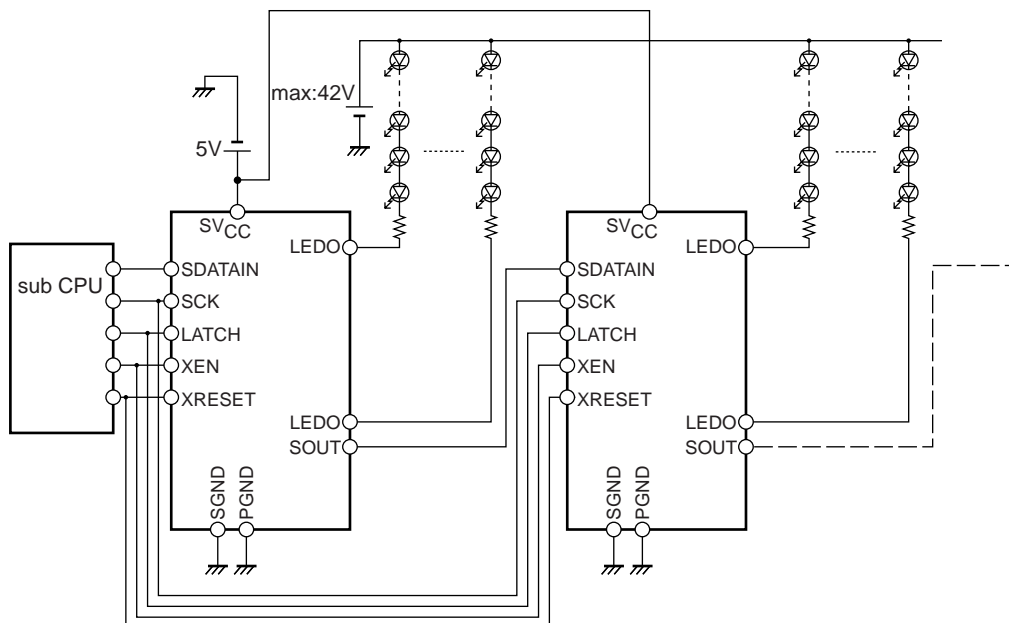 max:42V
5V
SVCC
LEDO
SDATAIN
SCK
LATCH
XEN
XRESET
LEDO
SOUT
SGND
PGND
sub CPU
SVCC
LEDO
SDATAIN
SCK
LATCH
XEN
XRESET
LEDO
SOUT
SGND
PGND